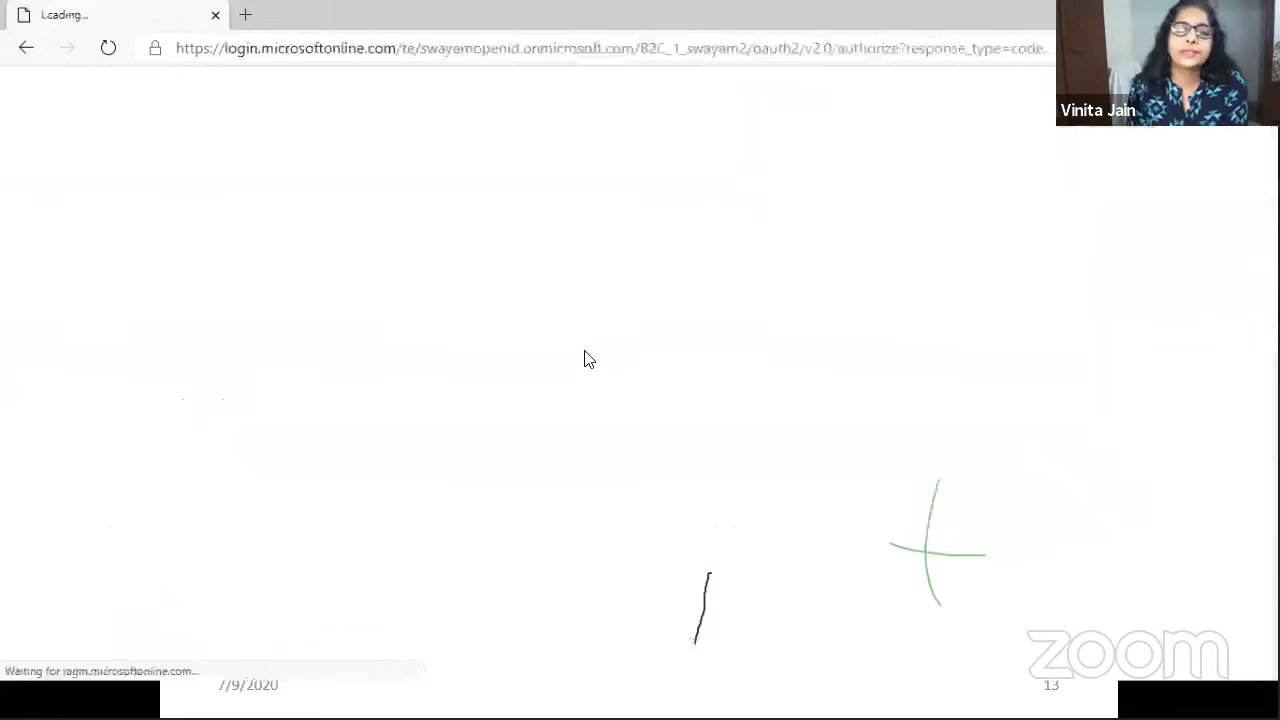 Loading...
https://login.microsoftonline.com/te/swayamopenid.onmicrosoft.com/B2C_1_swayam2/oauth2/v2.0/authorize?response_type=code.
Vinita Jain
zoom
Waiting for login.microsoftonline.com...
7/9/2020
13